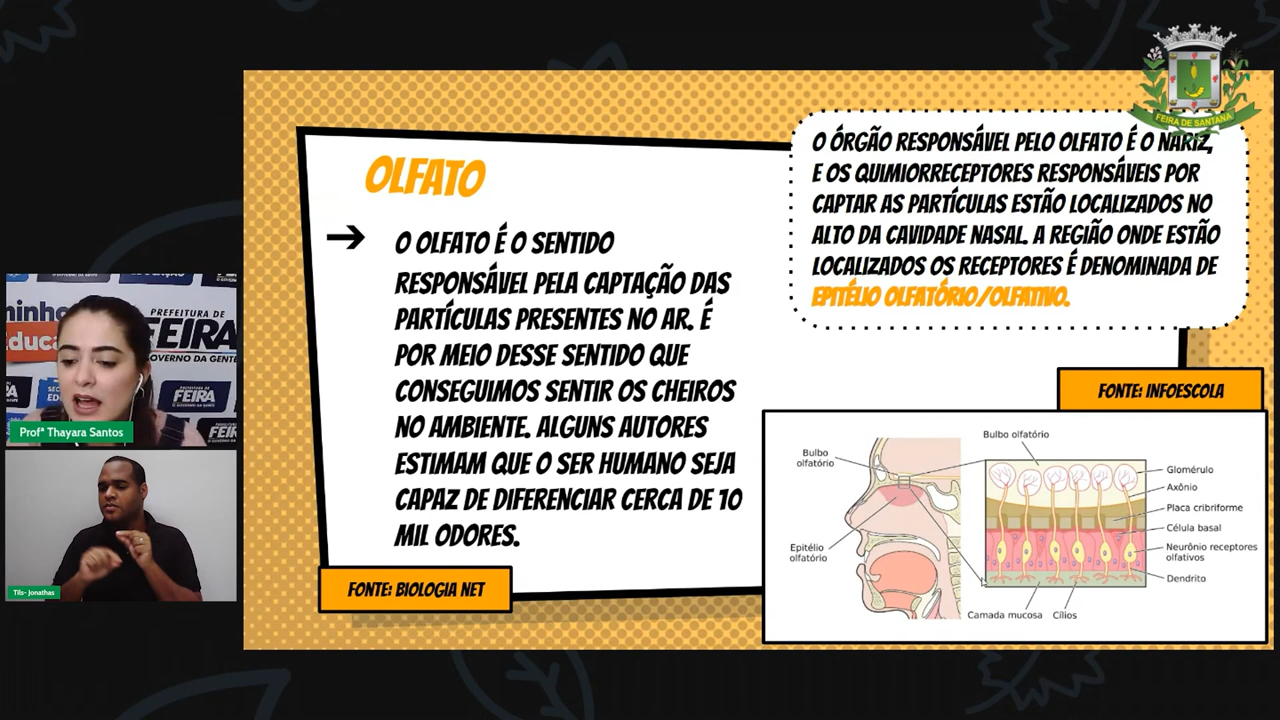 FEIRA DE SANTANA
OLFATO
O OLFATO É O SENTIDO
RESPONSÁVEL PELA CAPTAÇÃO DAS
PARTÍCULAS PRESENTES NO AR. É
POR MEIO DESSE SENTIDO QUE
CONSEGUIMOS SENTIR OS CHEIROS
NO AMBIENTE. ALGUNS AUTORES
ESTIMAM QUE O SER HUMANO SEJA
CAPAZ DE DIFERENCIAR CERCA DE 10
MIL ODORES.
FONTE: BIOLOGIA NET
O ÓRGÃO RESPONSÁVEL PELO OLFATO É O NARIZ,
E OS QUIMIORRECEPTORES RESPONSÁVEIS POR
CAPTAR AS PARTÍCULAS ESTÃO LOCALIZADOS NO
ALTO DA CAVIDADE NASAL. A REGIÃO ONDE ESTÃO
LOCALIZADOS OS RECEPTORES É DENOMINADA DE
EPITÉLIO OLFATÓRIO/OLFATIVO.
FONTE: INFOESCOLA
Bulbo
olfatório
Epitélio
olfatório
Bulbo olfatório
Glomérulo
Axônio
Placa cribriforme
Célula basal
Neurônio receptores
olfativos
Dendrito
Camada mucosa
Cílios
PREFEITURA DE
FEIRA
GOVERNO DA GENTE
FEIRA
Profª Thayara Santos
Tils- Jonathas